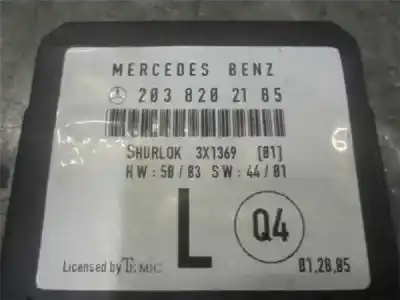 MERCEDES BENZ
203 820 21 85
SHURLOK 3X1369 (01)
HW: 50/03 SW: 44/01
L Q4
Licensed by TEMIC 01,28,05